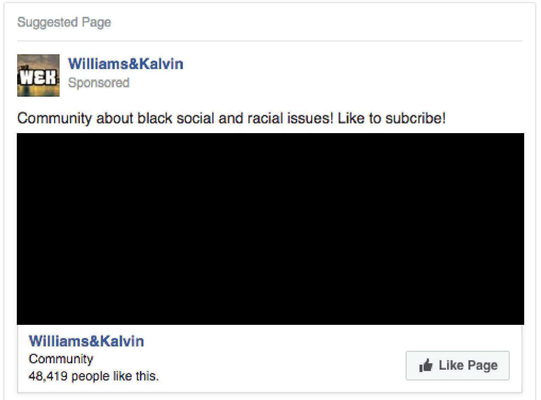 Suggested Page
W&K
Williams&Kalvin
Sponsored
Community about black social and racial issues! Like to subcribe!
Williams&Kalvin
Community
48,419 people like this.
Like Page